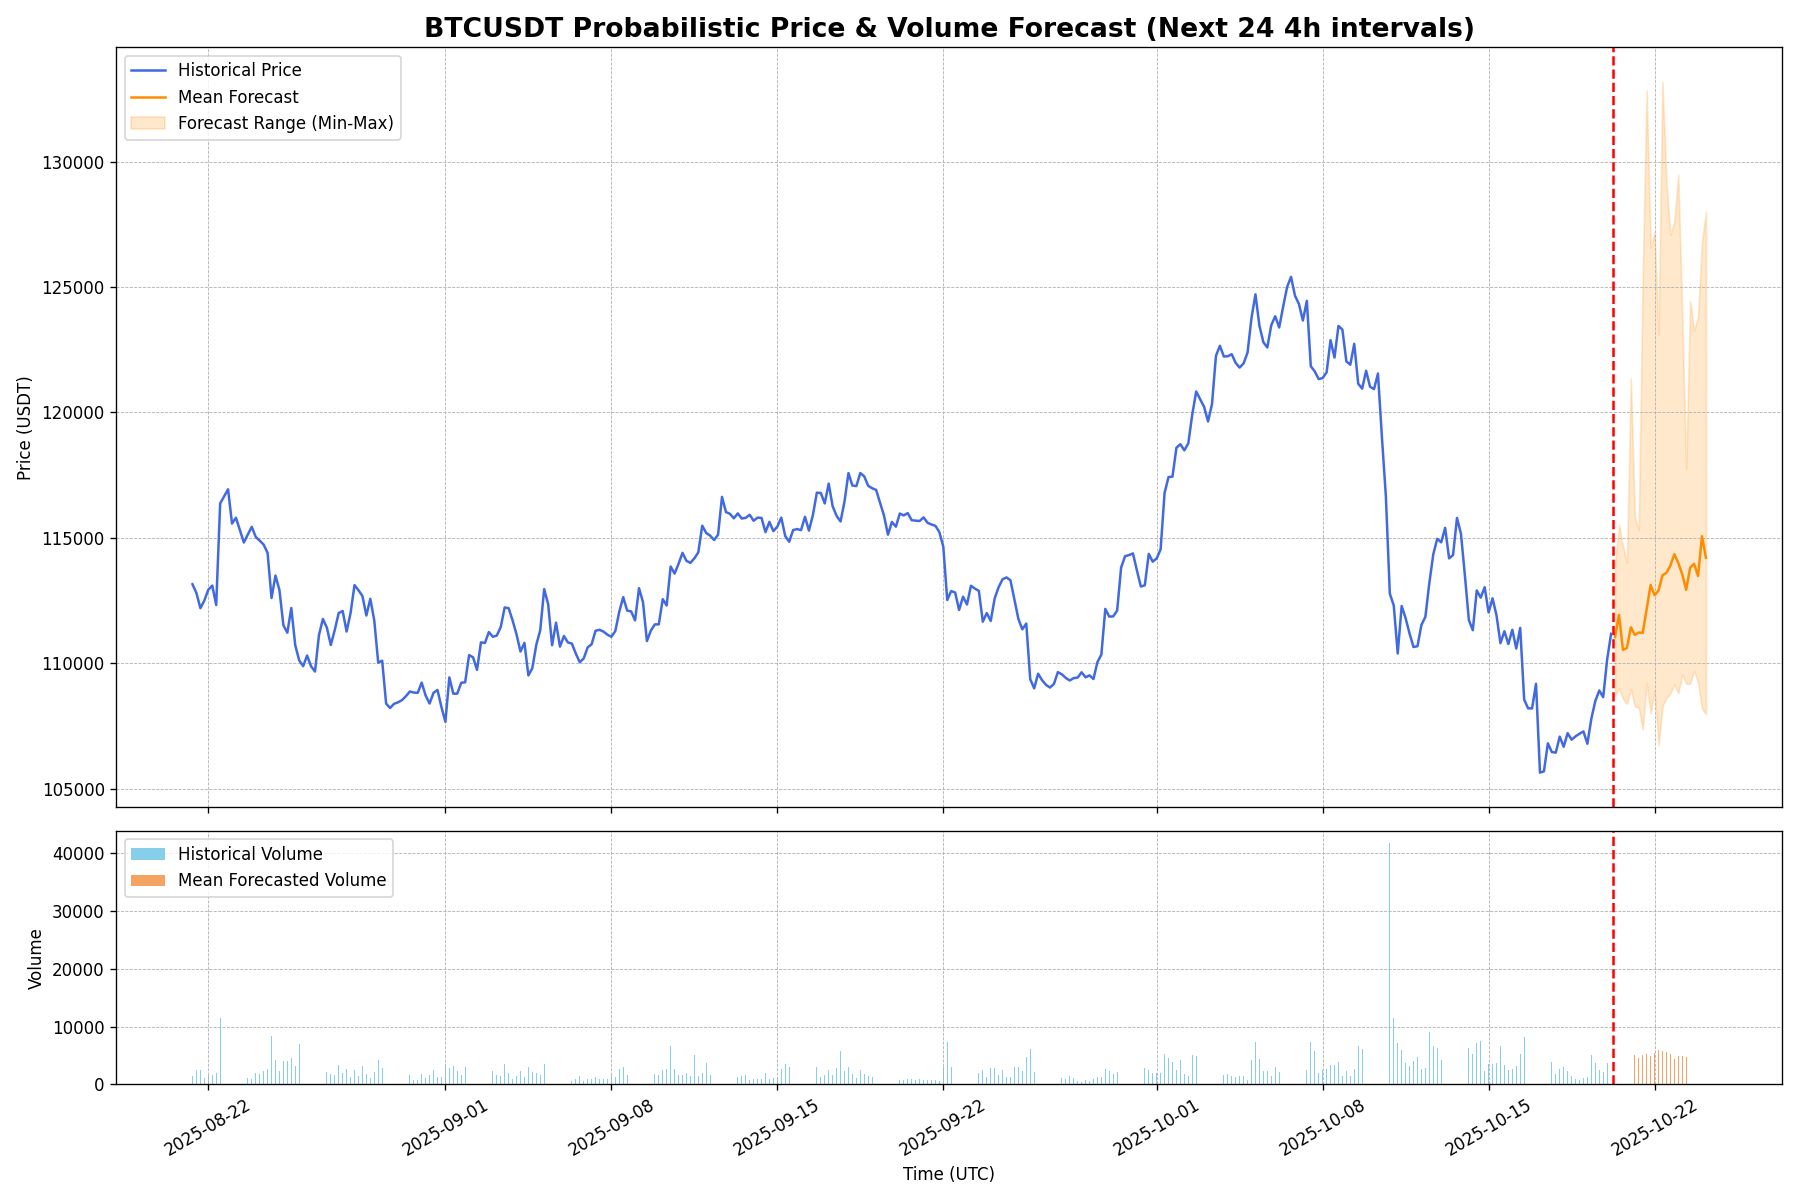 BTCUSDT Probabilistic Price & Volume Forecast (Next 24 4h intervals)
Historical Price
Mean Forecast
Forecast Range (Min-Max)
130000
125000
120000
115000
110000
105000
Price (USDT)
Historical Volume
Mean Forecasted Volume
40000
30000
20000
10000
0
Volume
2025-08-22
2025-09-01
2025-09-08
2025-09-15
2025-09-22
2025-10-01
2025-10-08
2025-10-15
2025-10-22
Time (UTC)